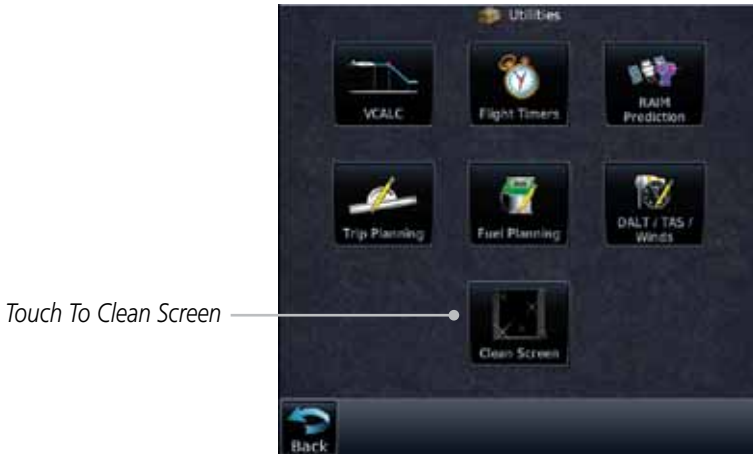 Utilities
VCALC
Flight Timers
RAIM
Prediction
Trip Planning
Fuel Planning
DALT / TAS /
Winds
Touch To Clean Screen
Clean Screen
Back